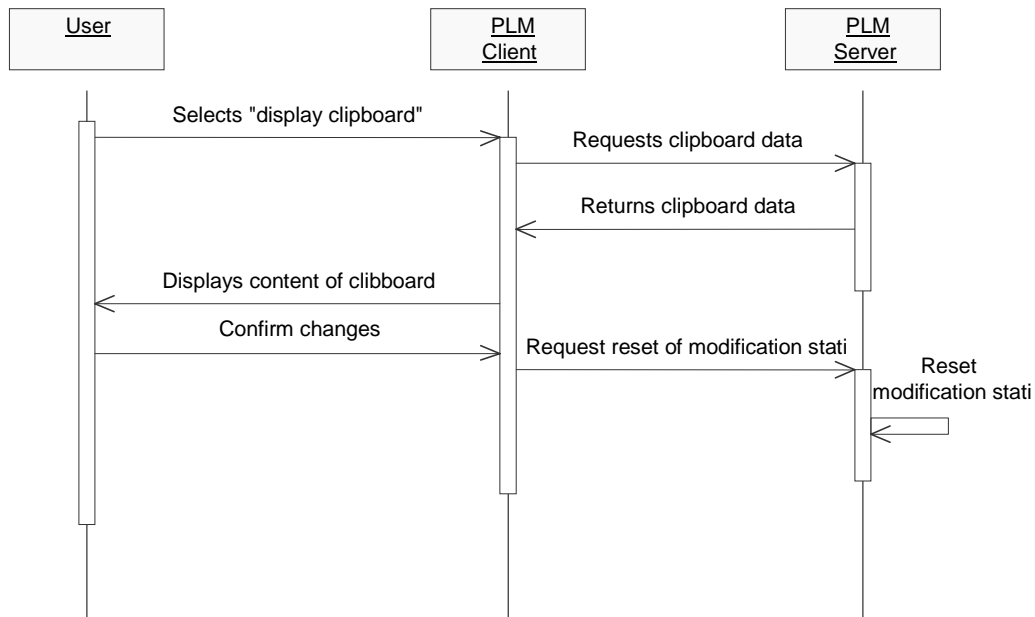 User
PLM
Client
PLM
Server
Selects "display clipboard"
Requests clipboard data
Returns clipboard data
Displays content of clibboard
Confirm changes
Request reset of modification stati
Reset
modification stati